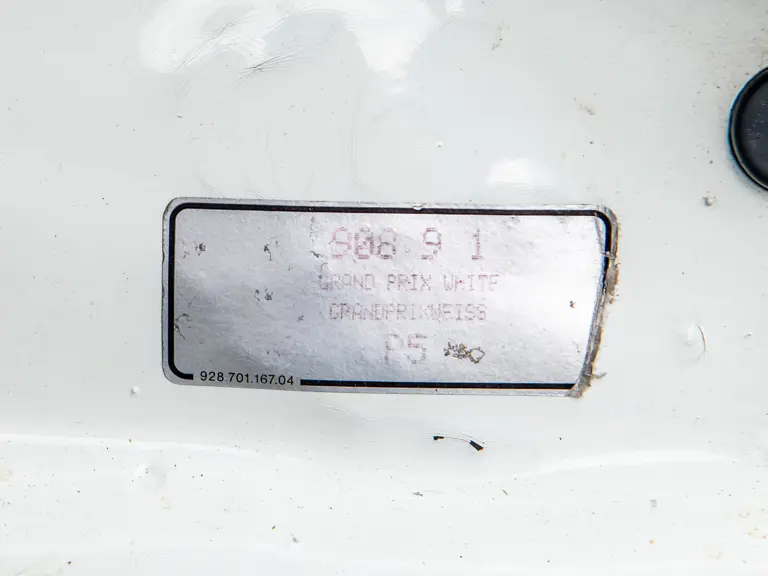 908 9 1
GRAND PRIX WHITE
GRANDPRIXWEISS
P5
928.701.167.04